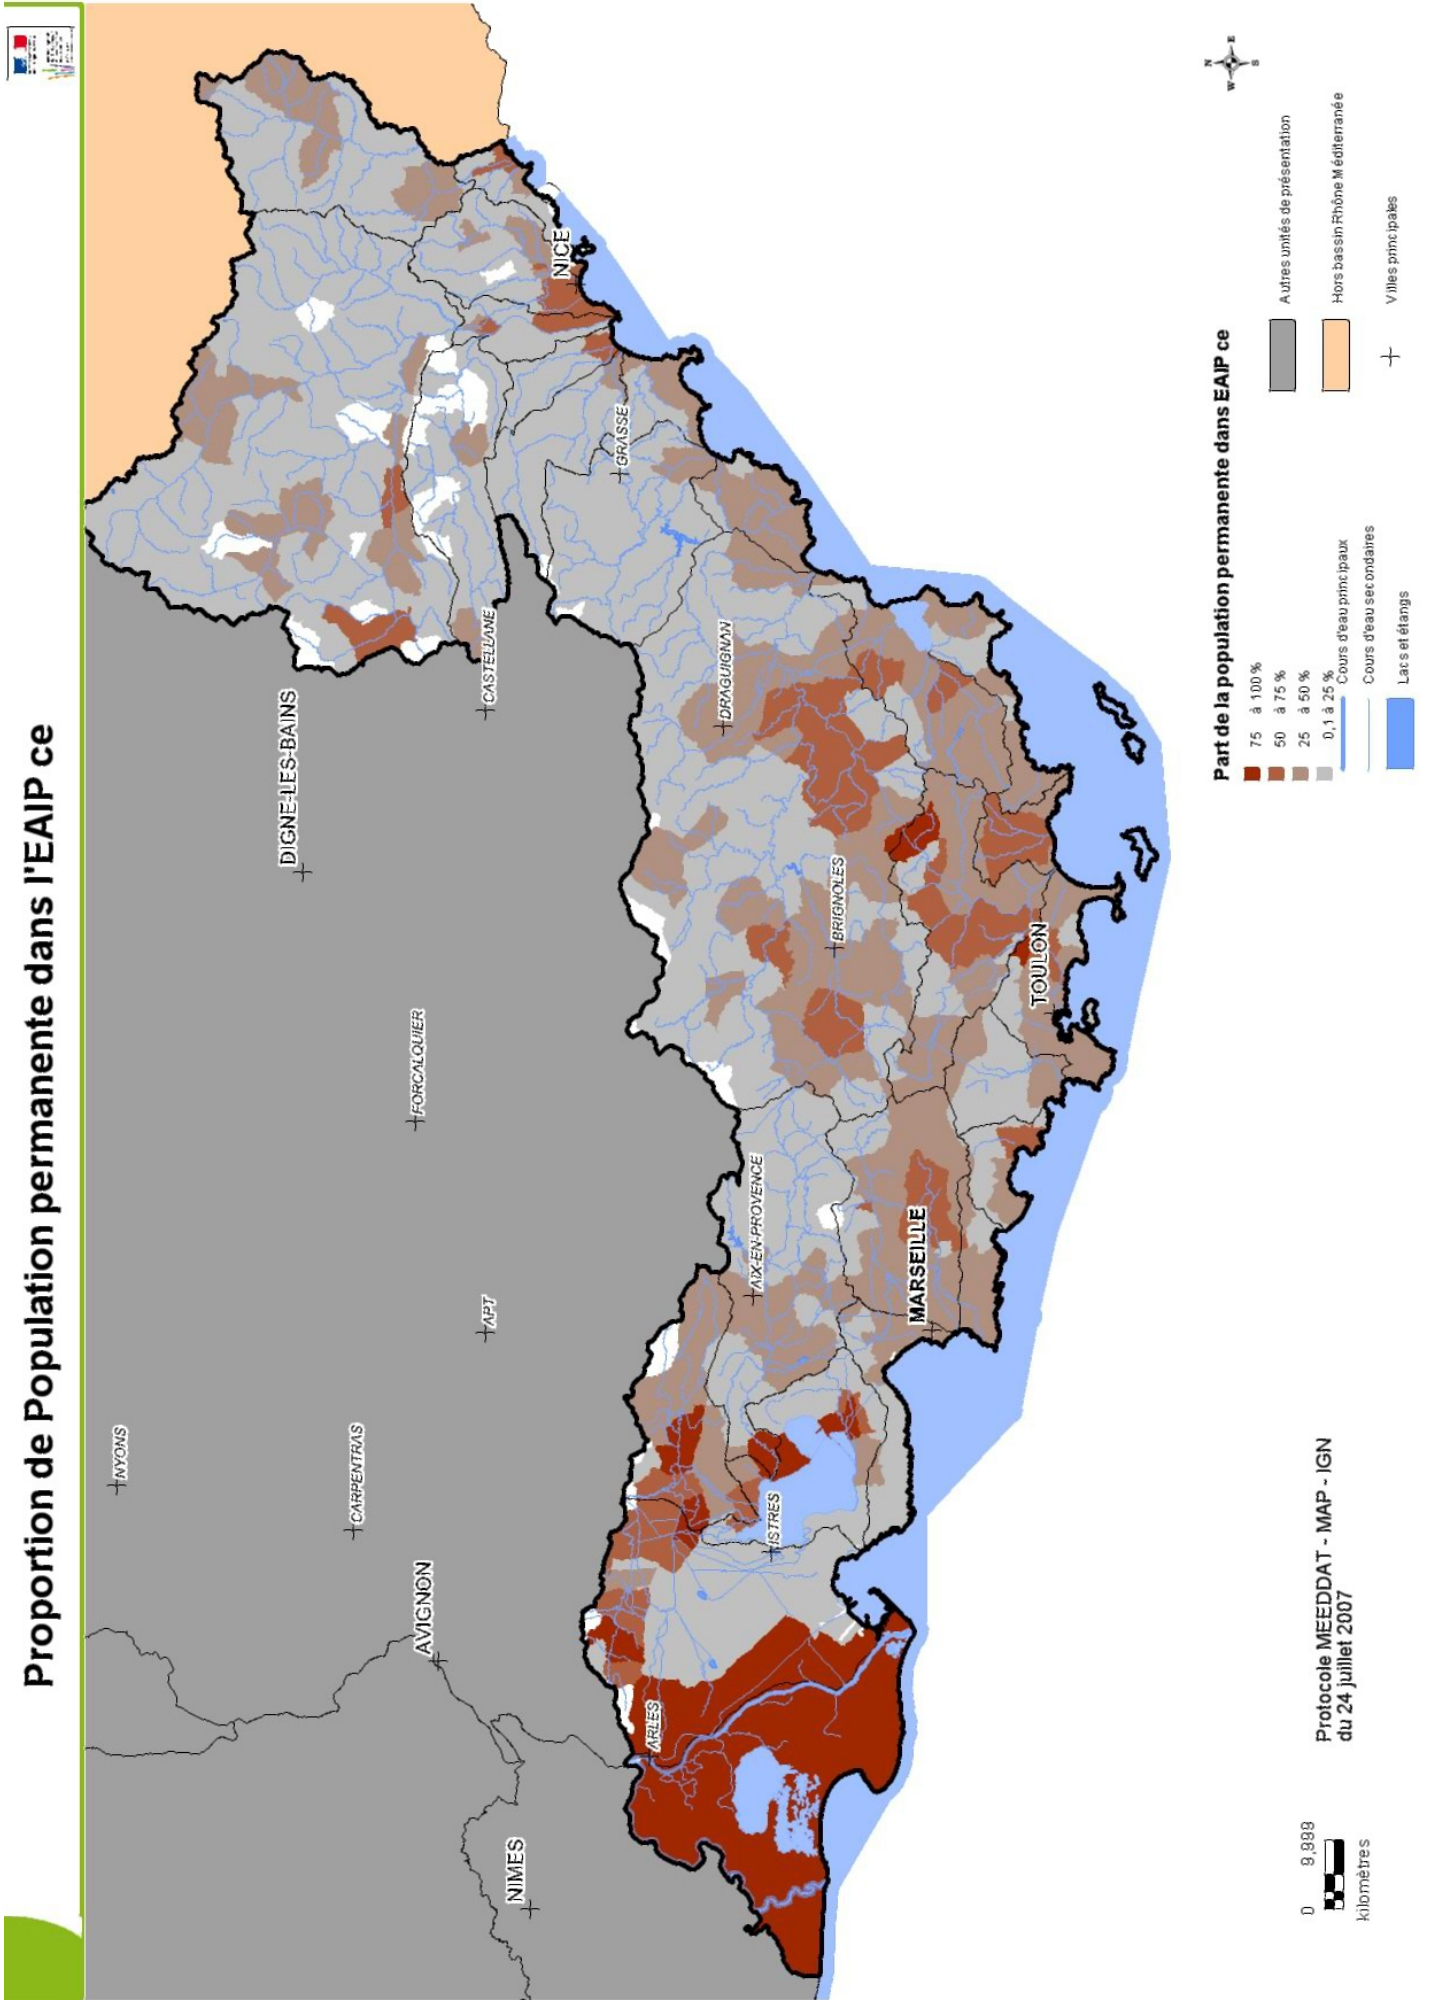 Proportion de Population permanente dans l'EAIP ce
NYONS
DIGNE-LES-BAINS
CARPENTRAS
FORCALQUIER
AVIGNON
APT
CASTELLANE
NIMES
NICE
GRASSE
ARLES
DRAGUIGNAN
AIX-EN-PROVENCE
ISTRES
BRIGNOLES
MARSEILLE
TOULON
N
W
E
S
Part de la population permanente dans EAIP ce
75 à 100 %
50 à 75 %
25 à 50 %
0,1 à 25 %
Cours d'eau principaux
Cours d'eau secondaires
Lacs et étangs
Autres unités de présentation
Hors bassin Rhône Méditerranée
Villes principales
0 9,999
kilomètres
Protocole MEEDDAT - MAP - IGN
du 24 juillet 2007